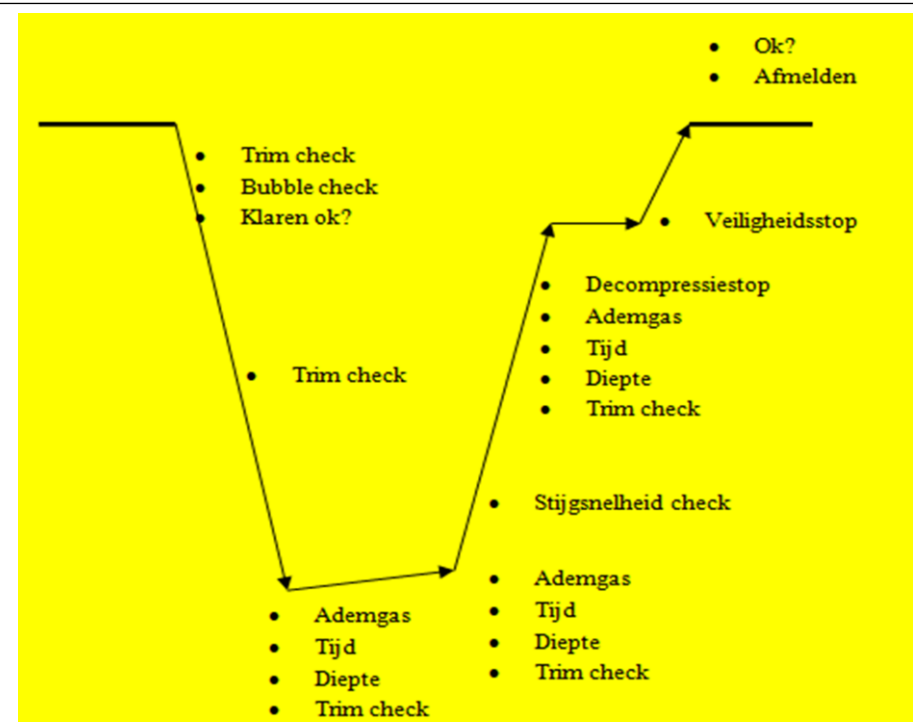 • Ok?
• Afmelden
• Trim check
• Bubble check
• Klaren ok?
• Veiligheidsstop
• Decompressiestop
• Ademgas
• Tijd
• Diepte
• Trim check
• Trim check
• Stijgsnelheid check
• Ademgas
• Tijd
• Diepte
• Trim check
• Ademgas
• Tijd
• Diepte
• Trim check